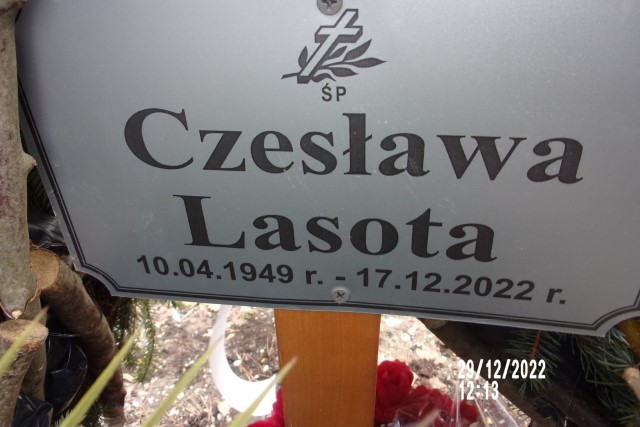 ŚP
Czesława
Lasota
10.04.1949 r. - 17.12.2022 r.
29/12/2022
12:13